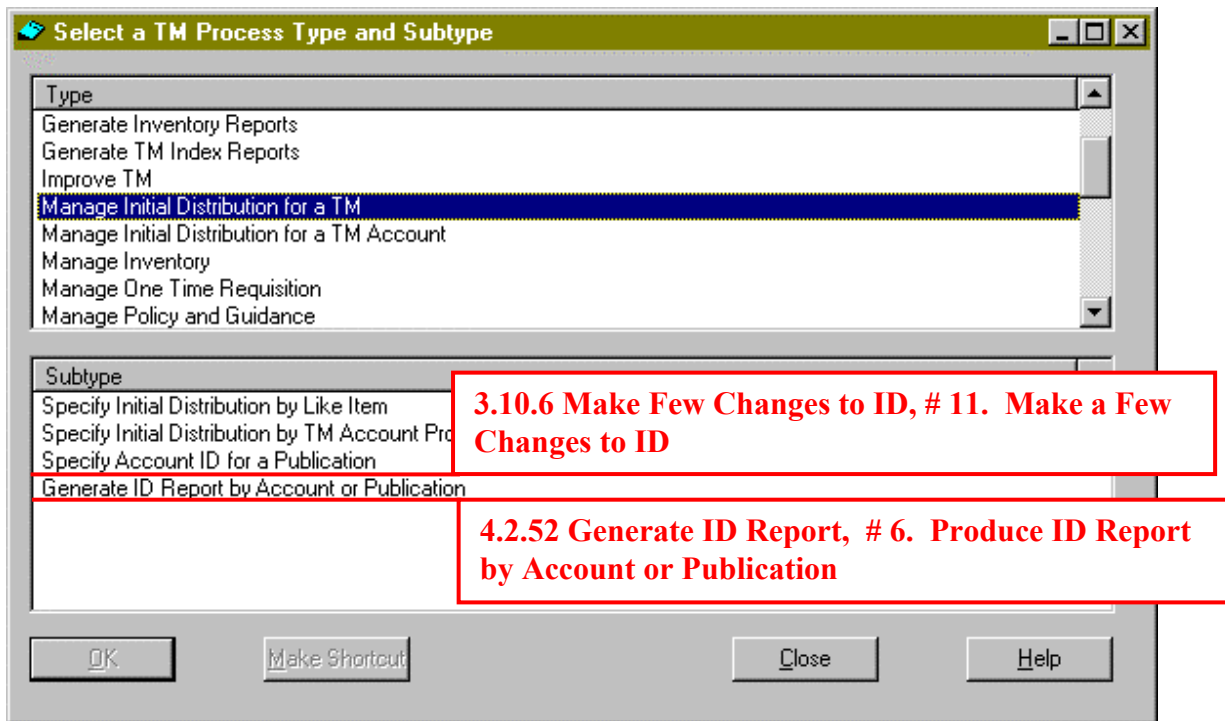 Select a TM Process Type and Subtype
Type
Generate Inventory Reports
Generate TM Index Reports
Improve TM
Manage Initial Distribution for a TM
Manage Initial Distribution for a TM Account
Manage Inventory
Manage One Time Requisition
Manage Policy and Guidance
Subtype
Specify Initial Distribution by Like Item
Specify Initial Distribution by TM Account
Specify Account ID for a Publication
Generate ID Report by Account or Publication
3.10.6 Make Few Changes to ID, # 11. Make a Few
Changes to ID
4.2.52 Generate ID Report, # 6. Produce ID Report
by Account or Publication
OK
Make Shortcut
Close
Help